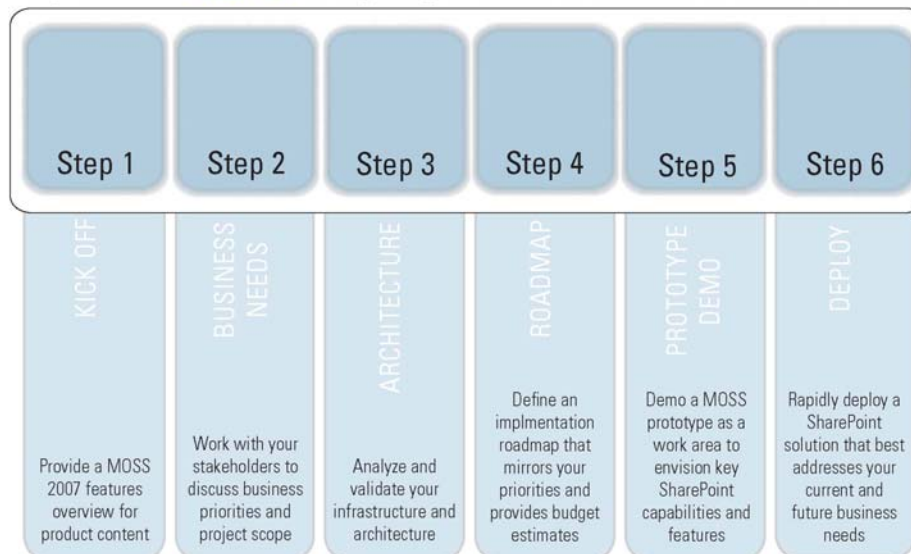 Step 1
Step 2
Step 3
Step 4
Step 5
Step 6
KICK OFF
Provide a MOSS
2007 features
overview for
product content
BUSINESS
NEEDS
Work with your
stakeholders to
discuss business
priorities and
project scope
ARCHITECTURE
Analyze and
validate your
infrastructure and
architecture
ROADMAP
Define an
implmentation
roadmap that
mirrors your
priorities and
provides budget
estimates
PROTOTYPE
DEMO
Demo a MOSS
prototype as a
work area to
envision key
SharePoint
capabilities and
features
DEPLOY
Rapidly deploy a
SharePoint
solution that best
addresses your
current and
future business
needs